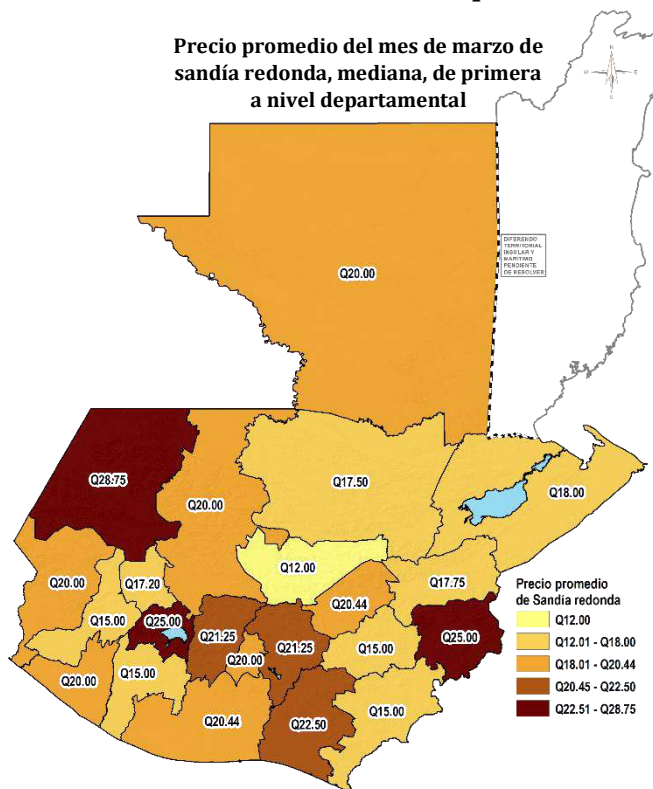 Precio promedio del mes de marzo de
sandía redonda, mediana, de primera
a nivel departamental
DIFERENDO
TERRITORIAL
INSULAR Y
MARÍTIMO
PENDIENTE
DE RESOLVER
Q20.00
Q28.75
Q20.00
Q17.50
Q18.00
Q12.00
Q20.00
Q17.20
Q17.75
Q20.44
Q15.00
Q25.00
Q21.25
Q21.25
Q20.00
Q15.00
Q25.00
Q20.00
Q15.00
Q20.44
Q22.50
Q15.00
Precio promedio
de Sandía redonda
Q12.00
Q12.01 - Q18.00
Q18.01 - Q20.44
Q20.45 - Q22.50
Q22.51 - Q28.75